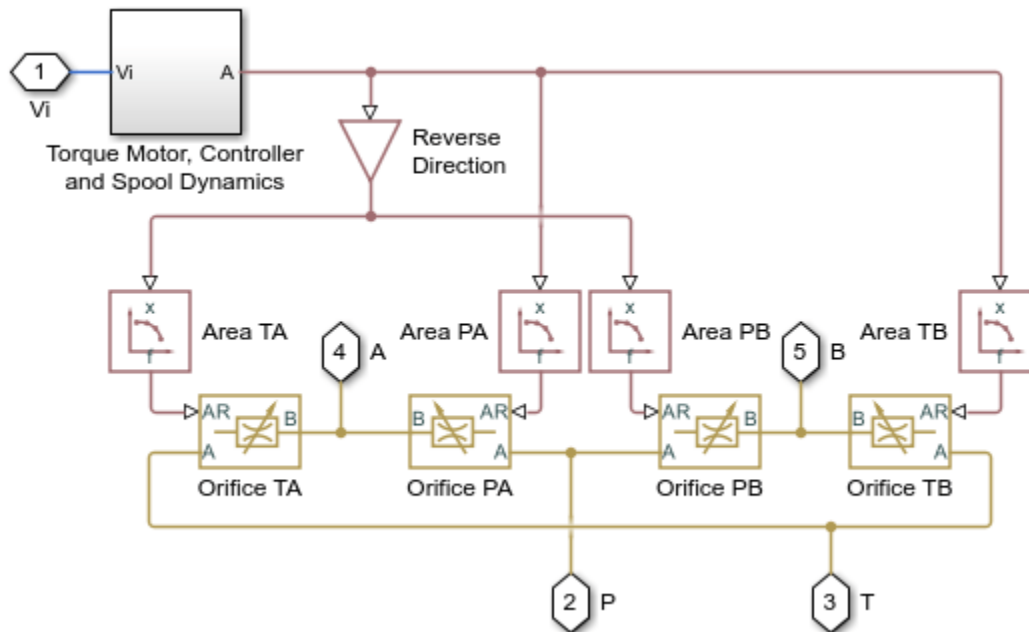 1
Vi
Vi
A
Torque Motor, Controller
and Spool Dynamics
Reverse
Direction
x
f
Area TA
4
A
Area PA
x
f
x
f
Area PB
5
B
Area TB
x
f
AR
B
A
Orifice TA
B
AR
A
Orifice PA
AR
B
A
Orifice PB
B
AR
A
Orifice TB
2
P
3
T